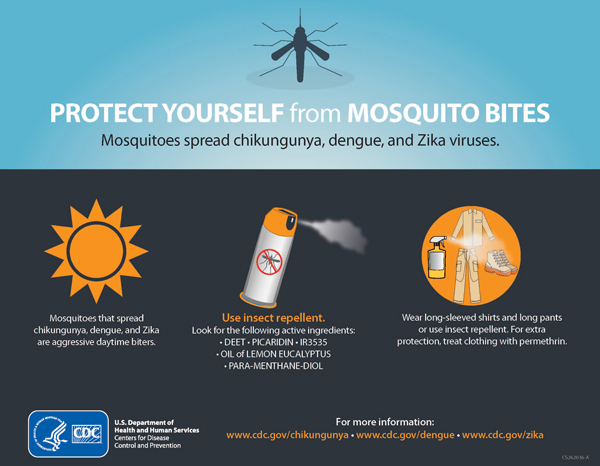 PROTECT YOURSELF from MOSQUITO BITES
Mosquitoes spread chikungunya, dengue, and Zika viruses.
Mosquitoes that spread
chikungunya, dengue, and Zika
are aggressive daytime biters.
Use insect repellent.
Look for the following active ingredients:
• DEET • PICARIDIN • IR3535
• OIL of LEMON EUCALYPTUS
• PARA-MENTHANE-DIOL
Wear long-sleeved shirts and long pants
or use insect repellent. For extra
protection, treat clothing with permethrin.
CDC
U.S. Department of
Health and Human Services
Centers for Disease
Control and Prevention
For more information:
www.cdc.gov/chikungunya • www.cdc.gov/dengue • www.cdc.gov/zika